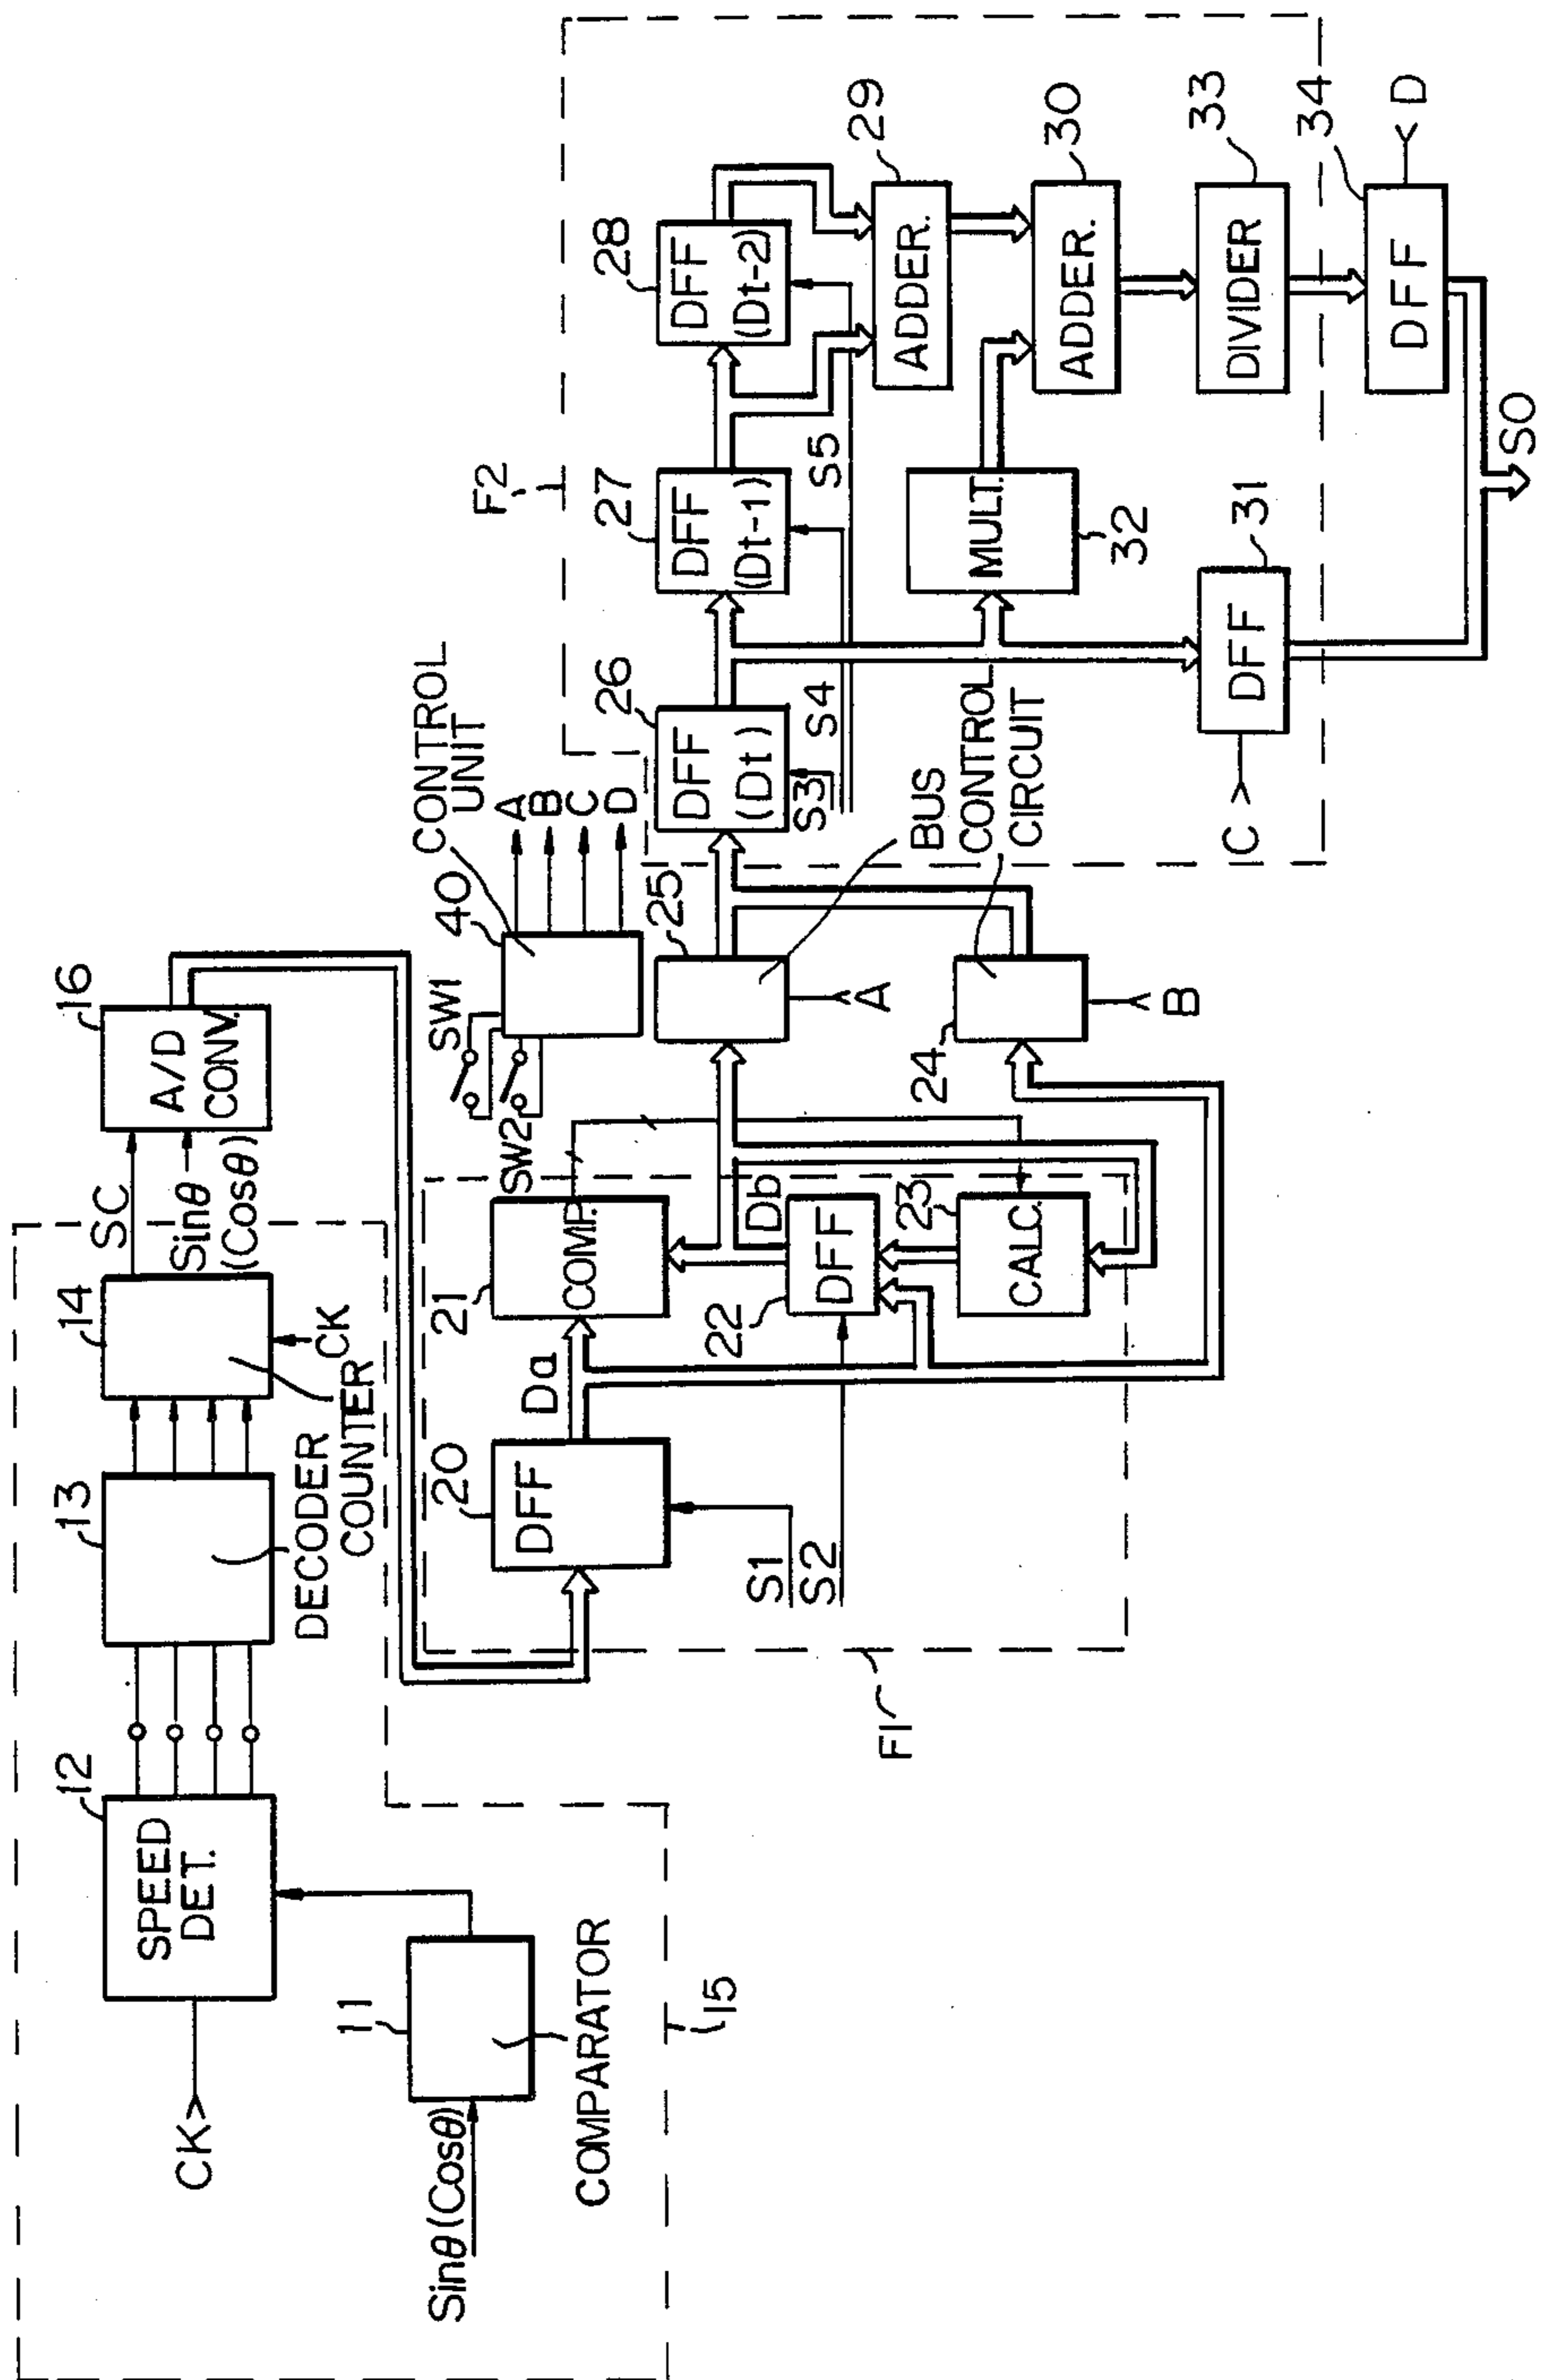 CK
12
SPEED
DET.
13
14
SC
16
A/D
CONV.
Sinθ
(Cosθ)
CK
DECODER
COUNTER
Sinθ (Cosθ)
11
COMPARATOR
15
SW1
SW2
40
CONTROL
UNIT
A
B
C
D
F2
20
DFF
Da
21
COMP.
Db
22
DFF
23
CALC.
S1
S2
F1
25
A
24
B
BUS
CONTROL
CIRCUIT
26
DFF
(Dt)
27
DFF
(Dt-1)
28
DFF
(Dt-2)
S3
S4
S5
29
ADDER.
MULT.
32
30
ADDER.
33
DIVIDER
C
31
DFF
34
DFF
D
SO